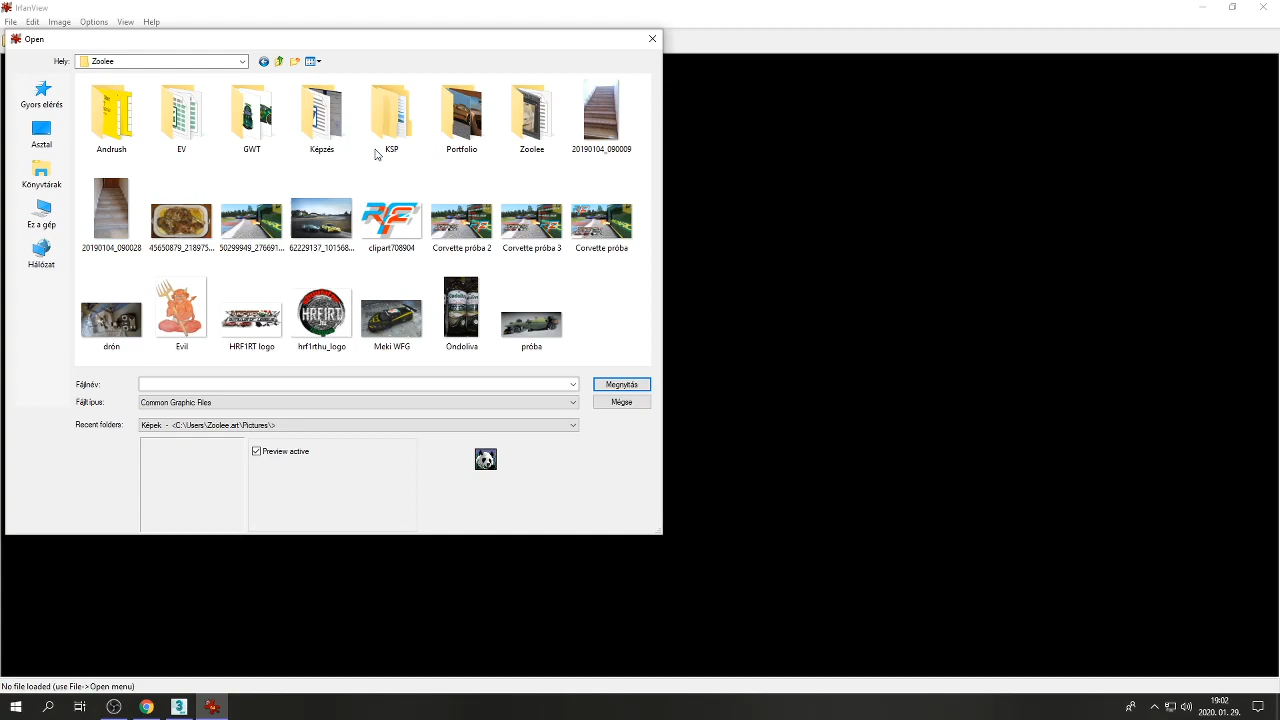 IrfanView
File Edit Image Options View Help
Open
Hely: Zoolee
Gyors elérés
Asztal
Könyvtárak
Ez a gép
Hálózat
Andrush EV GWT Képzés KSP Portfolio Zoolee 20190104_090009
20190104_090028 45650879_218975... 50299949_276691... 62229137_101568... clipart708904 Corvette próba 2 Corvette próba 3 Corvette próba
drón Evil HRF1RT logo hrf1rthu_logo Meki WFG Ondoliva próba
Fájlnév: Megnyitás
Fájltípus: Common Graphic Files Mégse
Recent folders: Képek - <C:\Users\Zoolee.art\Pictures\>
Preview active
No file loaded (use File->Open menu)
19:02
2020. 01. 29.